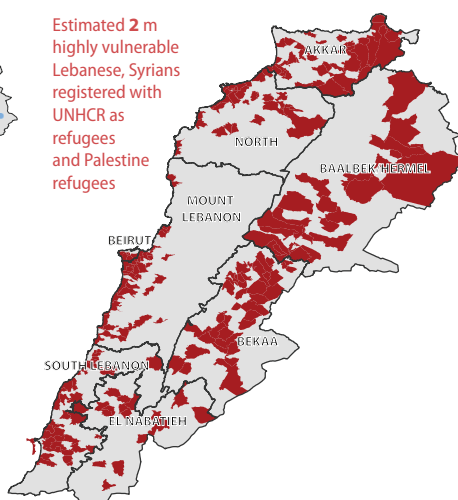 Estimated 2 m
highly vulnerable
Lebanese, Syrians
registered with
UNHCR as
refugees
and Palestine
refugees
AKKAR
NORTH
BAALBEK HERMEL
MOUNT
LEBANON
BEIRUT
BEKAA
SOUTH LEBANON
EL NABATIEH